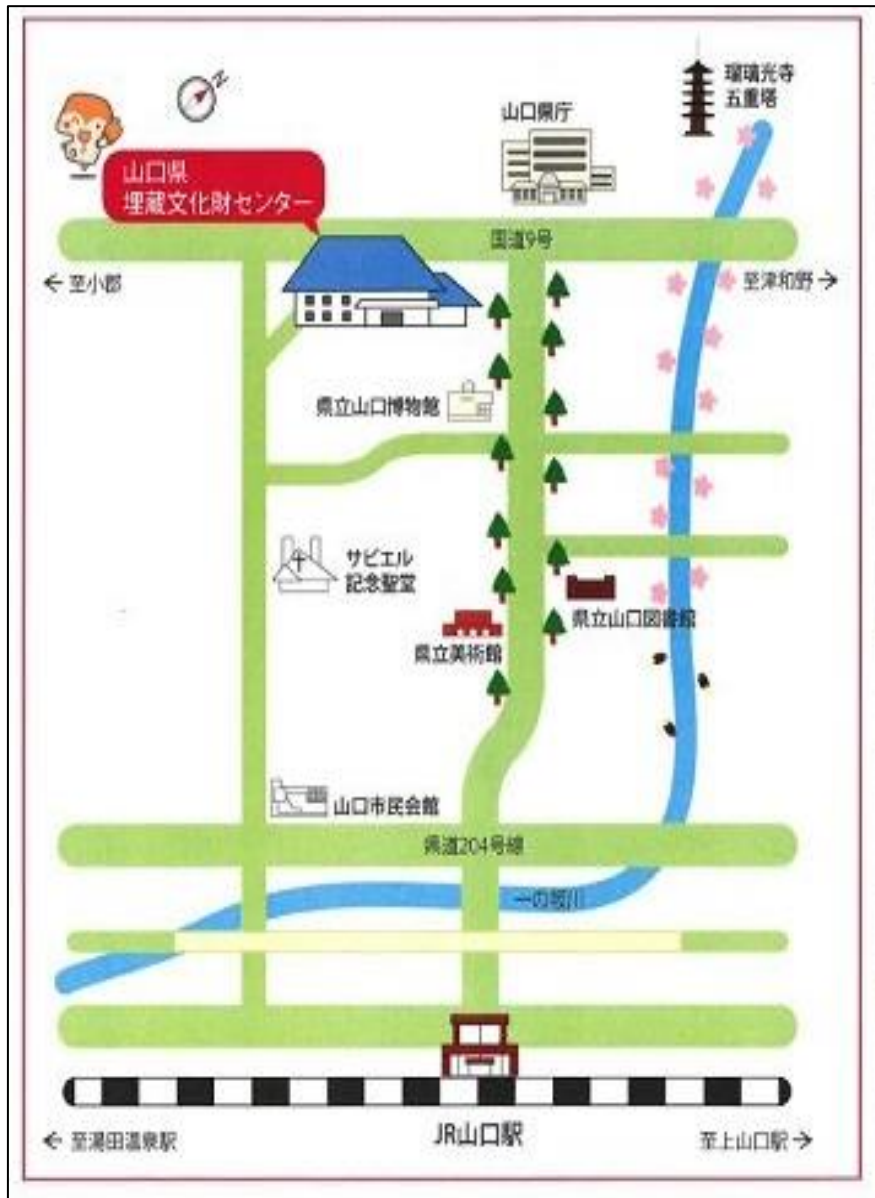 N
瑠璃光寺
五重塔
山口県庁
山口県
埋蔵文化財センター
国道9号
← 至小郡
至津和野 →
県立山口博物館
サビエル
記念聖堂
県立山口図書館
県立美術館
山口市民会館
県道204号線
一の坂川
JR山口駅
← 至湯田温泉駅
至上山口駅 →